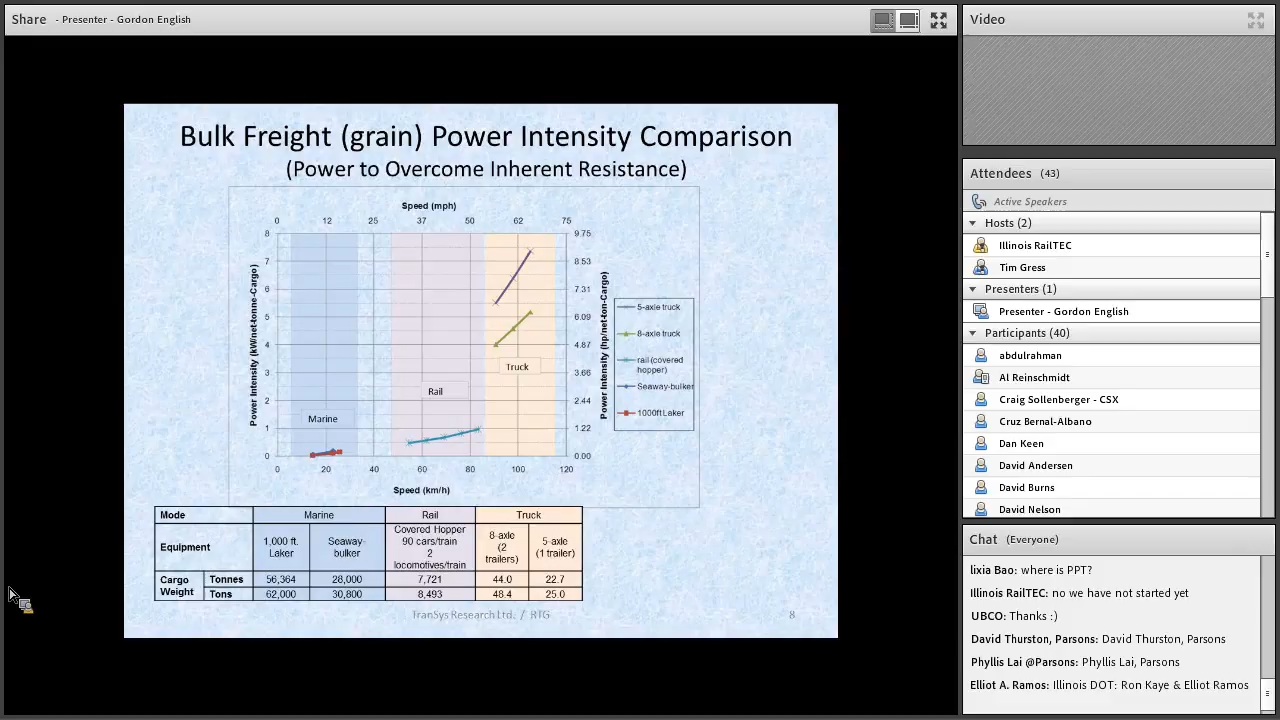 Share - Presenter - Gordon English
Bulk Freight (grain) Power Intensity Comparison
(Power to Overcome Inherent Resistance)
Speed (mph)
0 12 25 37 50 62 75
8 9.75
7 8.53
6 7.31
5 6.09
4 4.87
3 3.66
2 2.44
1 1.22
0 0.00
Power Intensity (kW/net-tonne-Cargo)
Power Intensity (hp/net-ton-Cargo)
Marine
Rail
Truck
0 20 40 60 80 100 120
Speed (km/h)
5-axle truck
8-axle truck
rail (covered
hopper)
Seaway-bulker
1000ft Laker
Mode Marine Rail Truck
Equipment
1,000 ft.
Laker
Seaway-
bulker
Covered Hopper
90 cars/train
2
locomotives/train
8-axle
(2
trailers)
5-axle
(1 trailer)
Cargo
Weight
Tonnes 56,364 28,000 7,721 44.0 22.7
Tons 62,000 30,800 8,493 48.4 25.0
TranSys Research Ltd. / RTG 8
Video
Attendees (43)
Active Speakers
Hosts (2)
Illinois RailTEC
Tim Gress
Presenters (1)
Presenter - Gordon English
Participants (40)
abdulrahman
Al Reinschmidt
Craig Sollenberger - CSX
Cruz Bernal-Albano
Dan Keen
David Andersen
David Burns
David Nelson
Chat (Everyone)
lixia Bao: where is PPT?
Illinois RailTEC: no we have not started yet
UBCO: Thanks :)
David Thurston, Parsons: David Thurston, Parsons
Phyllis Lai @Parsons: Phyllis Lai, Parsons
Elliot A. Ramos: Illinois DOT: Ron Kaye & Elliot Ramos